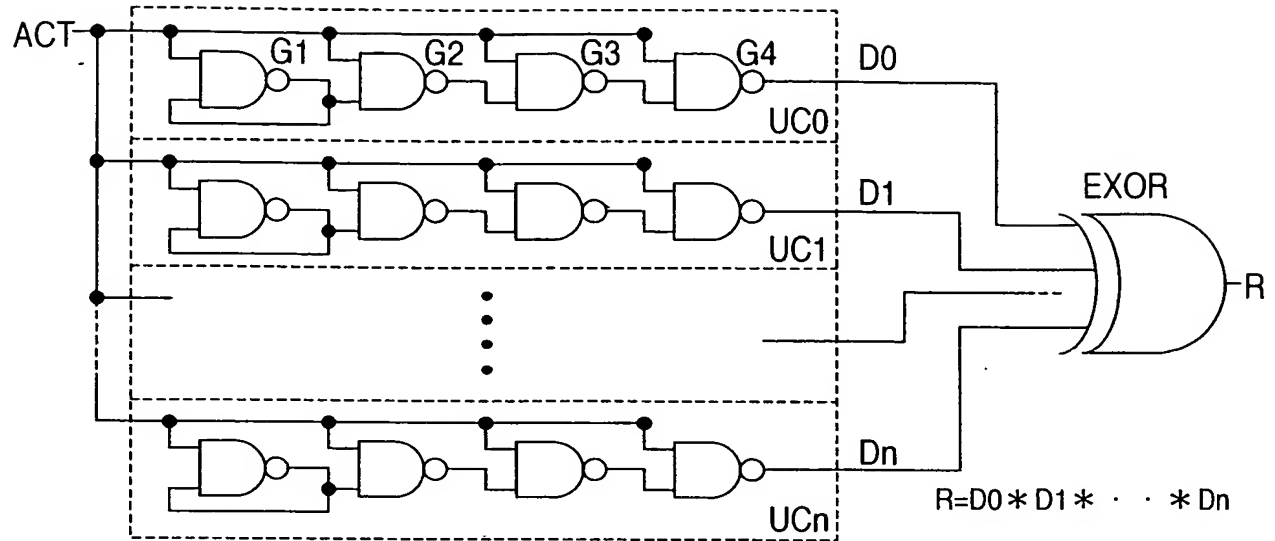 ACT
G1 G2 G3 G4 D0
UC0
D1 EXOR
UC1
R
Dn
R=D0*D1* · · *Dn
UCn